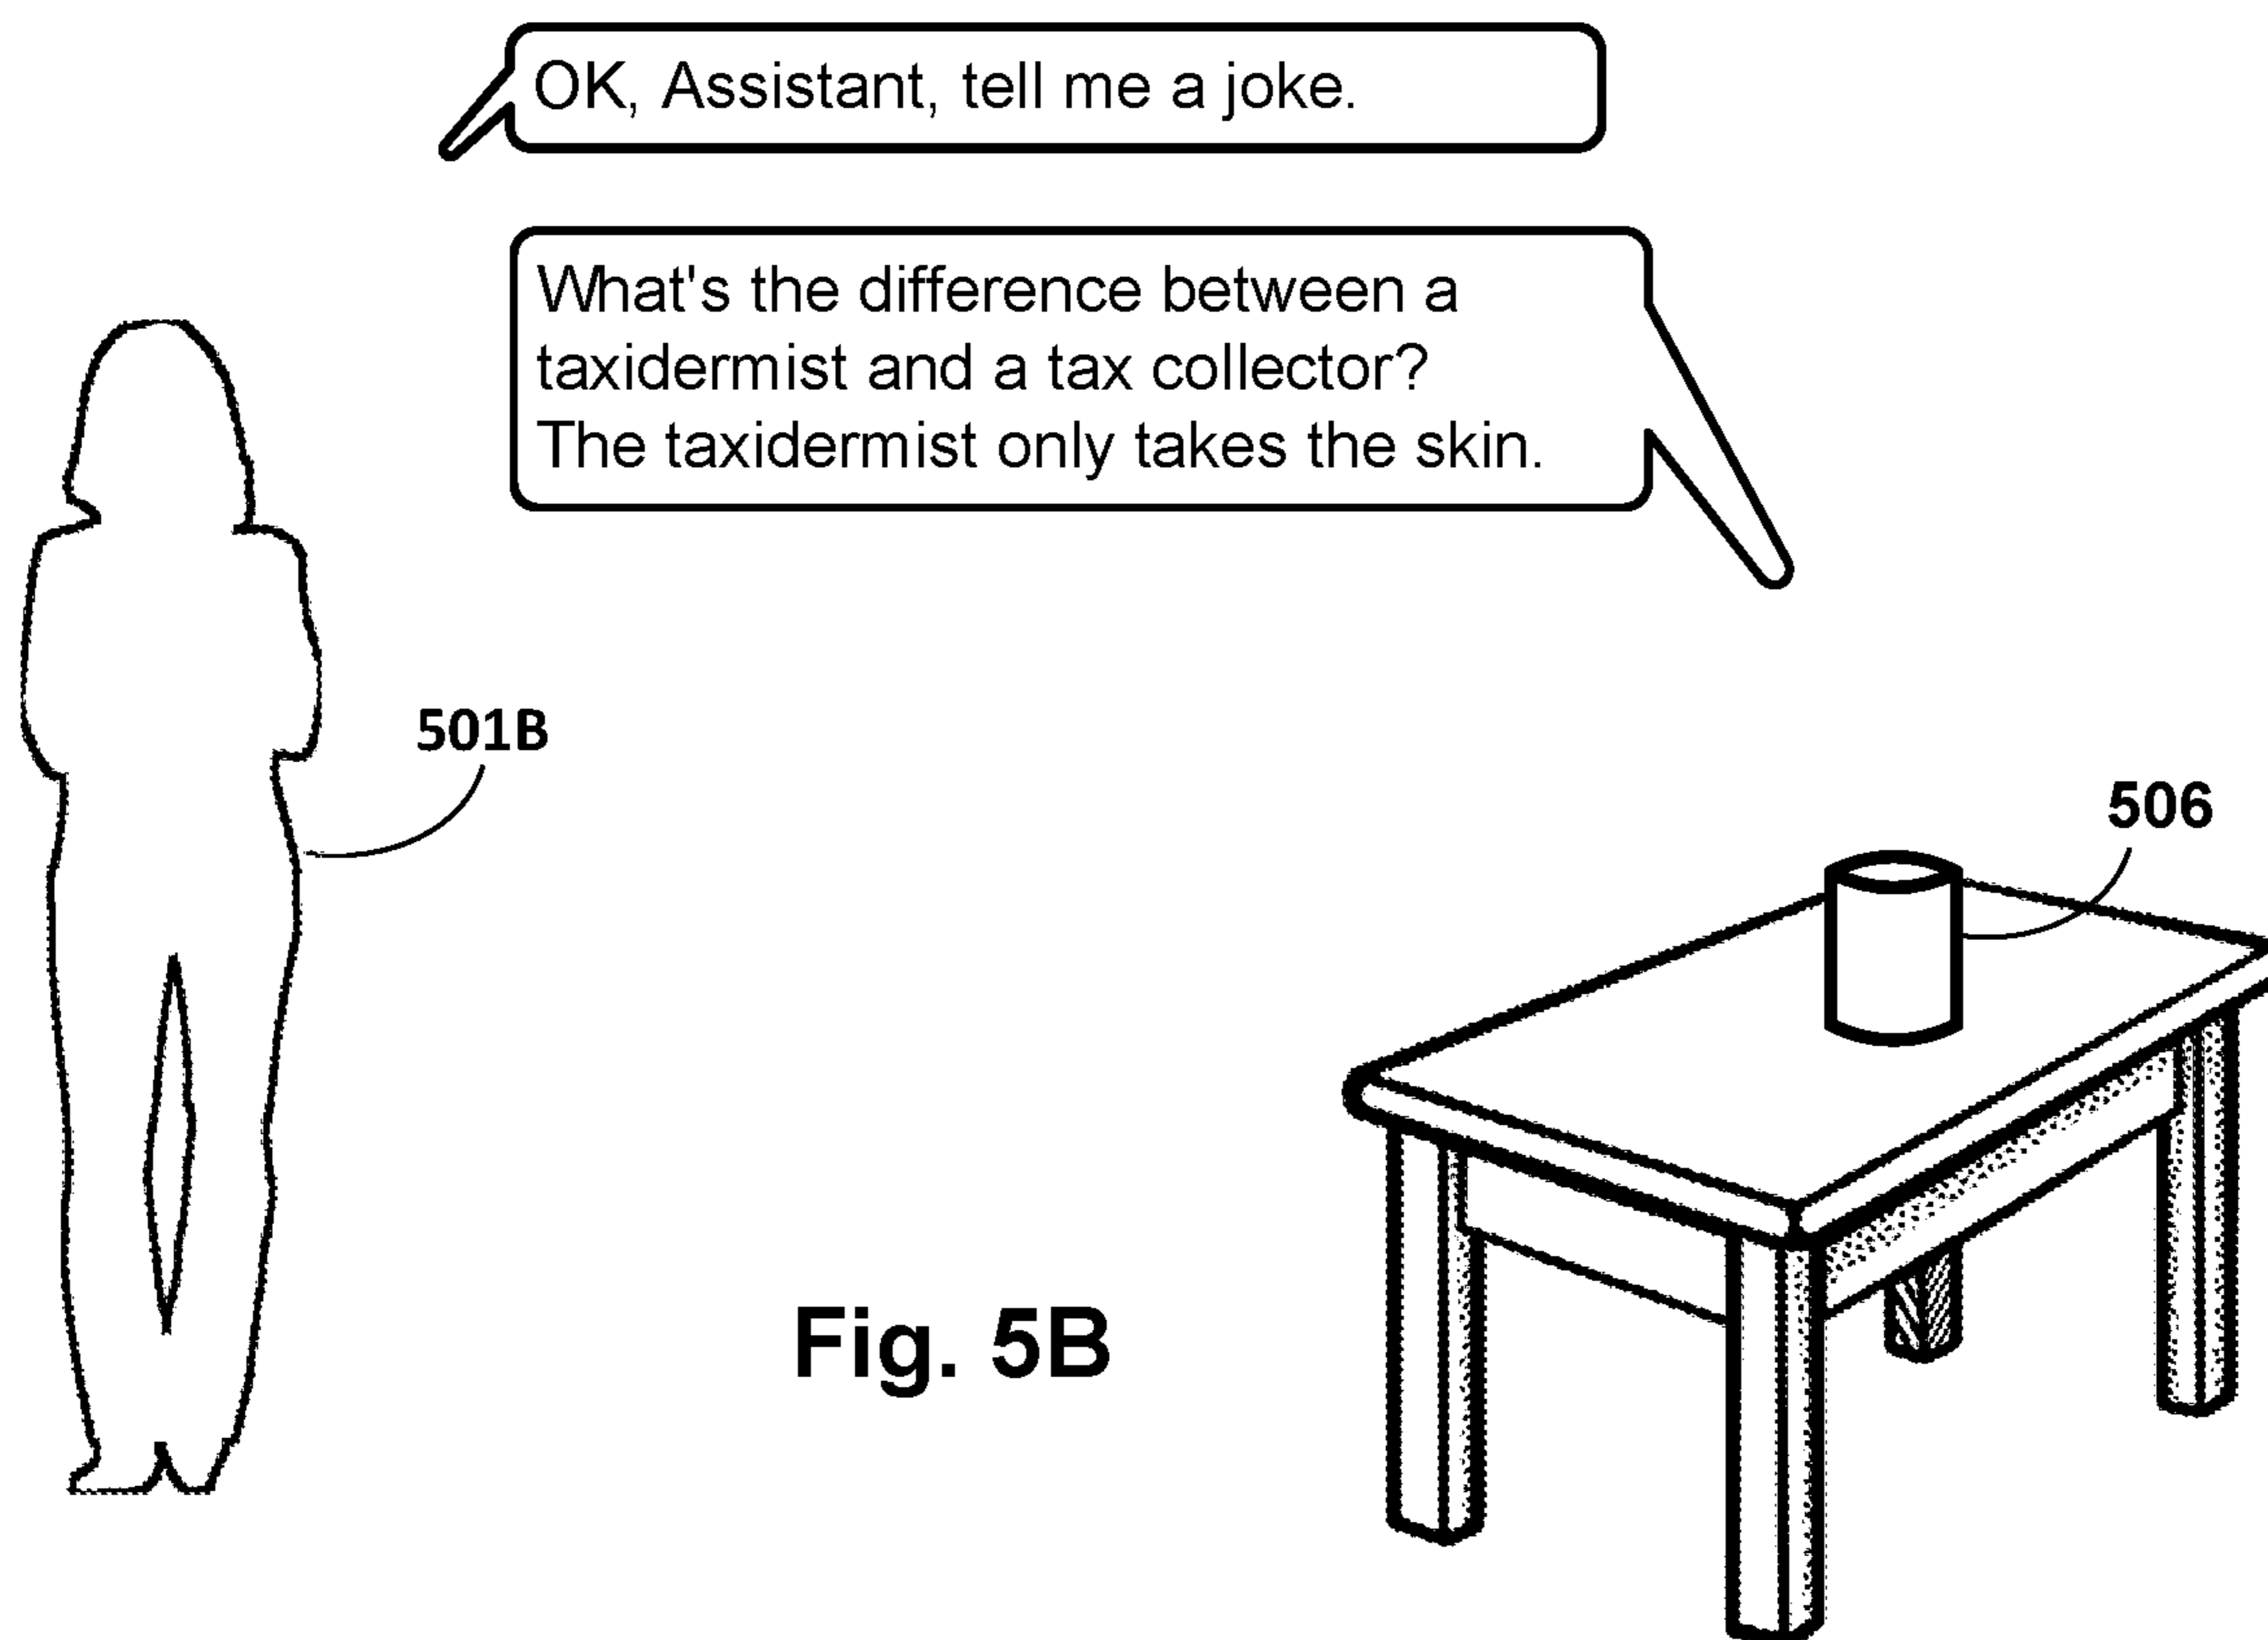 OK, Assistant, tell me a joke.
What's the difference between a
taxidermist and a tax collector?
The taxidermist only takes the skin.
501B
506
Fig. 5B